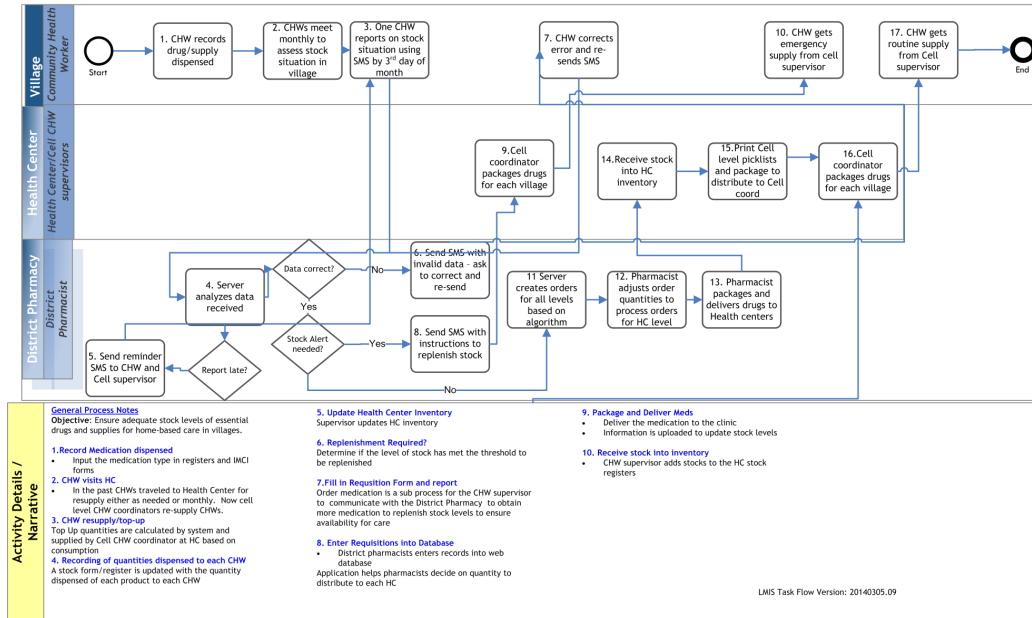 Village
Community Health
Worker
Start
1. CHW records
drug/supply
dispensed
2. CHWs meet
monthly to
assess stock
situation in
village
3. One CHW
reports on stock
situation using
SMS by 3rd day of
month
7. CHW corrects
error and re-
sends SMS
10. CHW gets
emergency
supply from cell
supervisor
17. CHW gets
routine supply
from Cell
supervisor
End
Health Center
Health Center/Cell CHW
supervisors
9.Cell
coordinator
packages drugs
for each village
14.Receive stock
into HC
inventory
15.Print Cell
level picklists
and package to
distribute to Cell
coord
16.Cell
coordinator
packages drugs
for each village
District Pharmacy
District
Pharmacist
4. Server
analyzes data
received
Data correct?
No
6. Send SMS with
invalid data – ask
to correct and
re-send
Yes
5. Send reminder
SMS to CHW and
Cell supervisor
Report late?
Stock Alert
needed?
Yes
8. Send SMS with
instructions to
replenish stock
No
11 Server
creates orders
for all levels
based on
algorithm
12. Pharmacist
adjusts order
quantities to
process orders
for HC level
13. Pharmacist
packages and
delivers drugs to
Health centers
Activity Details /
Narrative
General Process Notes
Objective: Ensure adequate stock levels of essential
drugs and supplies for home-based care in villages.
1.Record Medication dispensed
• Input the medication type in registers and IMCI
forms
2. CHW visits HC
• In the past CHWs traveled to Health Center for
resupply either as needed or monthly. Now cell
level CHW coordinators re-supply CHWs.
3. CHW resupply/top-up
Top Up quantities are calculated by system and
supplied by Cell CHW coordinator at HC based on
consumption
4. Recording of quantities dispensed to each CHW
A stock form/register is updated with the quantity
dispensed of each product to each CHW
5. Update Health Center Inventory
Supervisor updates HC inventory
6. Replenishment Required?
Determine if the level of stock has met the threshold to
be replenished
7.Fill in Requsition Form and report
Order medication is a sub process for the CHW supervisor
to communicate with the District Pharmacy to obtain
more medication to replenish stock levels to ensure
availability for care
8. Enter Requisitions into Database
• District pharmacists enters records into web
database
Application helps pharmacists decide on quantity to
distribute to each HC
9. Package and Deliver Meds
• Deliver the medication to the clinic
• Information is uploaded to update stock levels
10. Receive stock into inventory
• CHW supervisor adds stocks to the HC stock
registers
LMIS Task Flow Version: 20140305.09